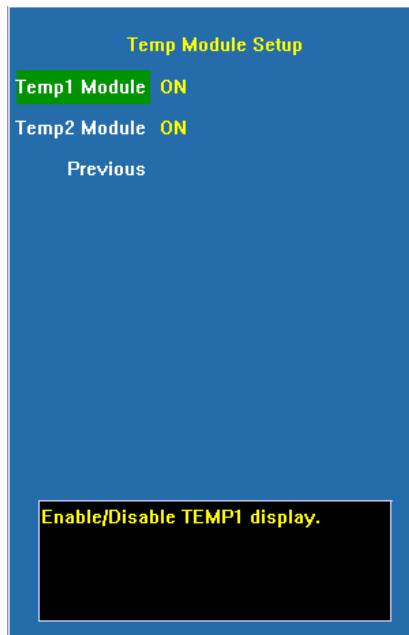 Temp Module Setup
Temp1 Module ON
Temp2 Module ON
Previous
Enable/Disable TEMP1 display.